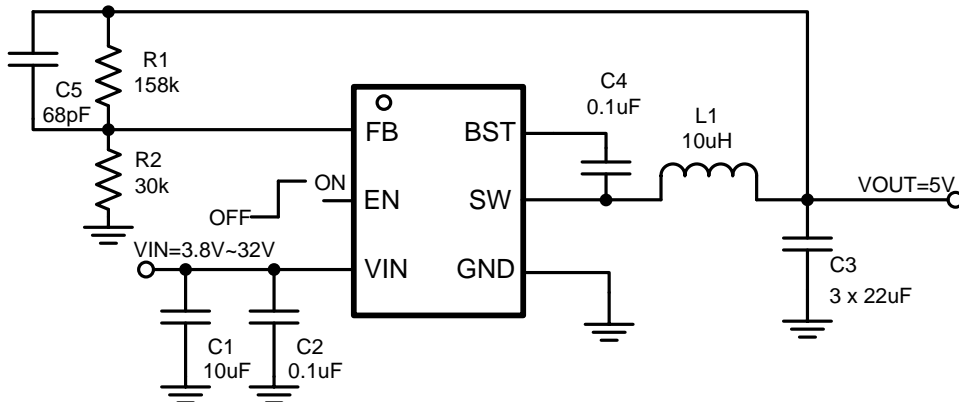 R1
158k
C5
68pF
R2
30k
FB
BST
EN
SW
VIN
GND
ON
OFF
C4
0.1uF
L1
10uH
VOUT=5V
C3
3 x 22uF
VIN=3.8V~32V
C1
10uF
C2
0.1uF